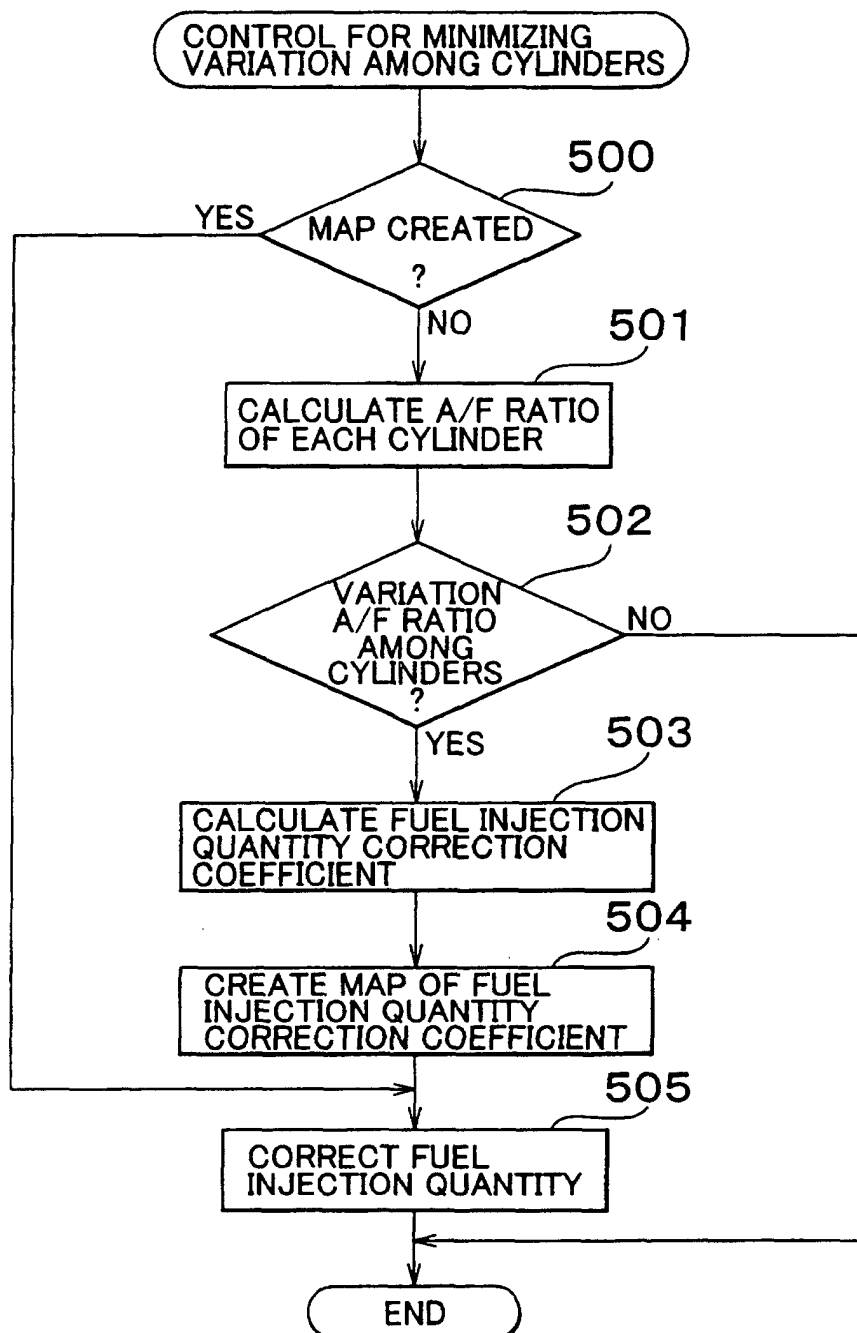 CONTROL FOR MINIMIZING
VARIATION AMONG CYLINDERS
500
YES
MAP CREATED
?
NO
501
CALCULATE A/F RATIO
OF EACH CYLINDER
502
VARIATION
A/F RATIO
AMONG
CYLINDERS
?
NO
YES
503
CALCULATE FUEL INJECTION
QUANTITY CORRECTION
COEFFICIENT
504
CREATE MAP OF FUEL
INJECTION QUANTITY
CORRECTION COEFFICIENT
505
CORRECT FUEL
INJECTION QUANTITY
END